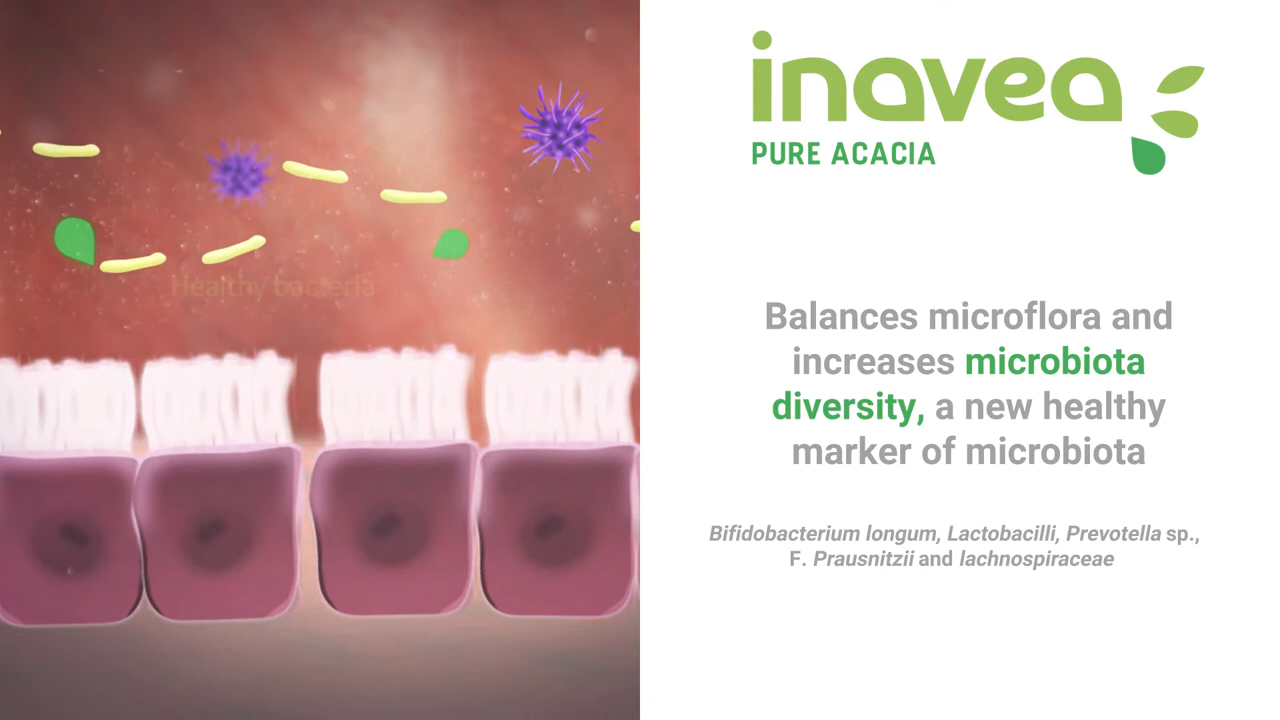 Healthy bacteria
inavea
PURE ACACIA
Balances microflora and
increases microbiota
diversity, a new healthy
marker of microbiota
Bifidobacterium longum, Lactobacilli, Prevotella sp.,
F. Prausnitzii and lachnospiraceae